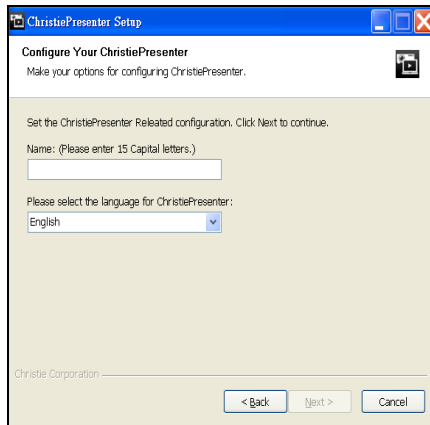 ChristiePresenter Setup
Configure Your ChristiePresenter
Make your options for configuring ChristiePresenter.
Set the ChristiePresenter Releated configuration. Click Next to continue.
Name: (Please enter 15 Capital letters.)
Please select the language for ChristiePresenter:
English
Christie Corporation
< Back Next > Cancel